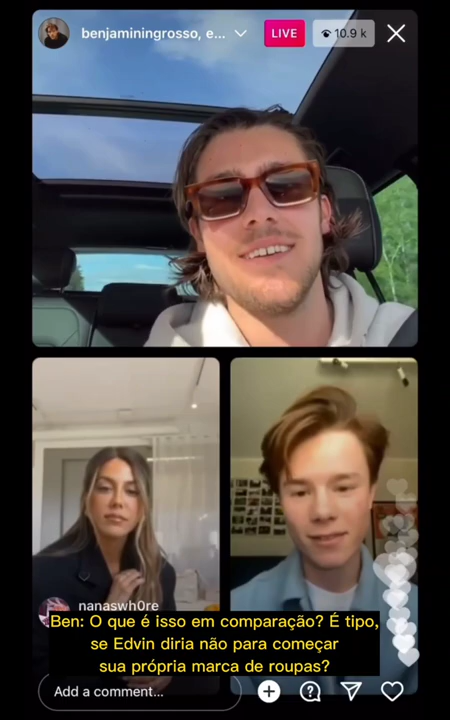 benjaminingrosso, e...
LIVE
10.9 k
nanaswh0re
Ben: O que é isso em comparação? É tipo,
se Edvin diria não para começar
sua própria marca de roupas?
Add a comment...